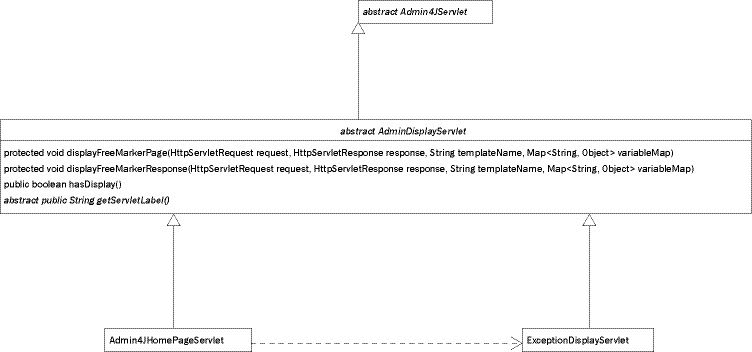 abstract Admin4JServlet
abstract AdminDisplayServlet
protected void displayFreeMarkerPage(HttpServletRequest request, HttpServletResponse response, String templateName, Map<String, Object> variableMap)
protected void displayFreeMarkerResponse(HttpServletRequest request, HttpServletResponse response, String templateName, Map<String, Object> variableMap)
public boolean hasDisplay()
abstract public String getServletLabel()
Admin4JHomePageServlet
ExceptionDisplayServlet